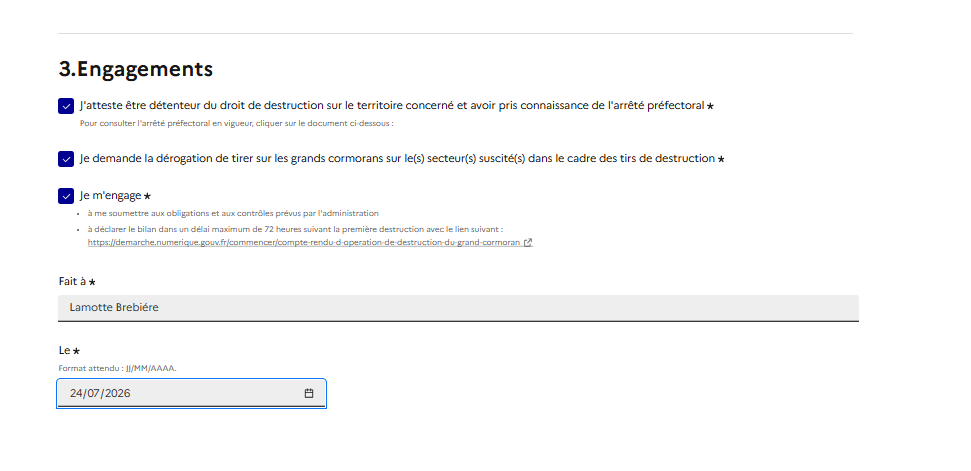 3.Engagements
J'atteste être détenteur du droit de destruction sur le territoire concerné et avoir pris connaissance de l'arrêté préfectoral *
Pour consulter l'arrêté préfectoral en vigueur, cliquer sur le document ci-dessous :
Je demande la dérogation de tirer sur les grands cormorans sur le(s) secteur(s) suscité(s) dans le cadre des tirs de destruction *
Je m'engage *
• à me soumettre aux obligations et aux contrôles prévus par l'administration
• à déclarer le bilan dans un délai maximum de 72 heures suivant la première destruction avec le lien suivant :
https://demarche.numerique.gouv.fr/commencer/compte-rendu-d-operation-de-destruction-du-grand-cormoran
Fait à *
Lamotte Brebiére
Le *
Format attendu : JJ/MM/AAAA.
24/07/2026